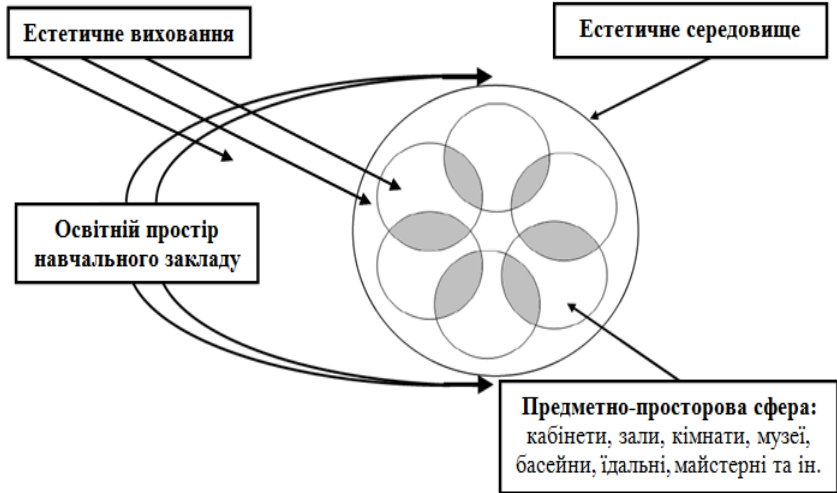 Естетичне виховання
Естетичне середовище
Освітній простір
навчального закладу
Предметно-просторова сфера:
кабінети, зали, кімнати, музеї,
басейни, їдальні, майстерні та ін.